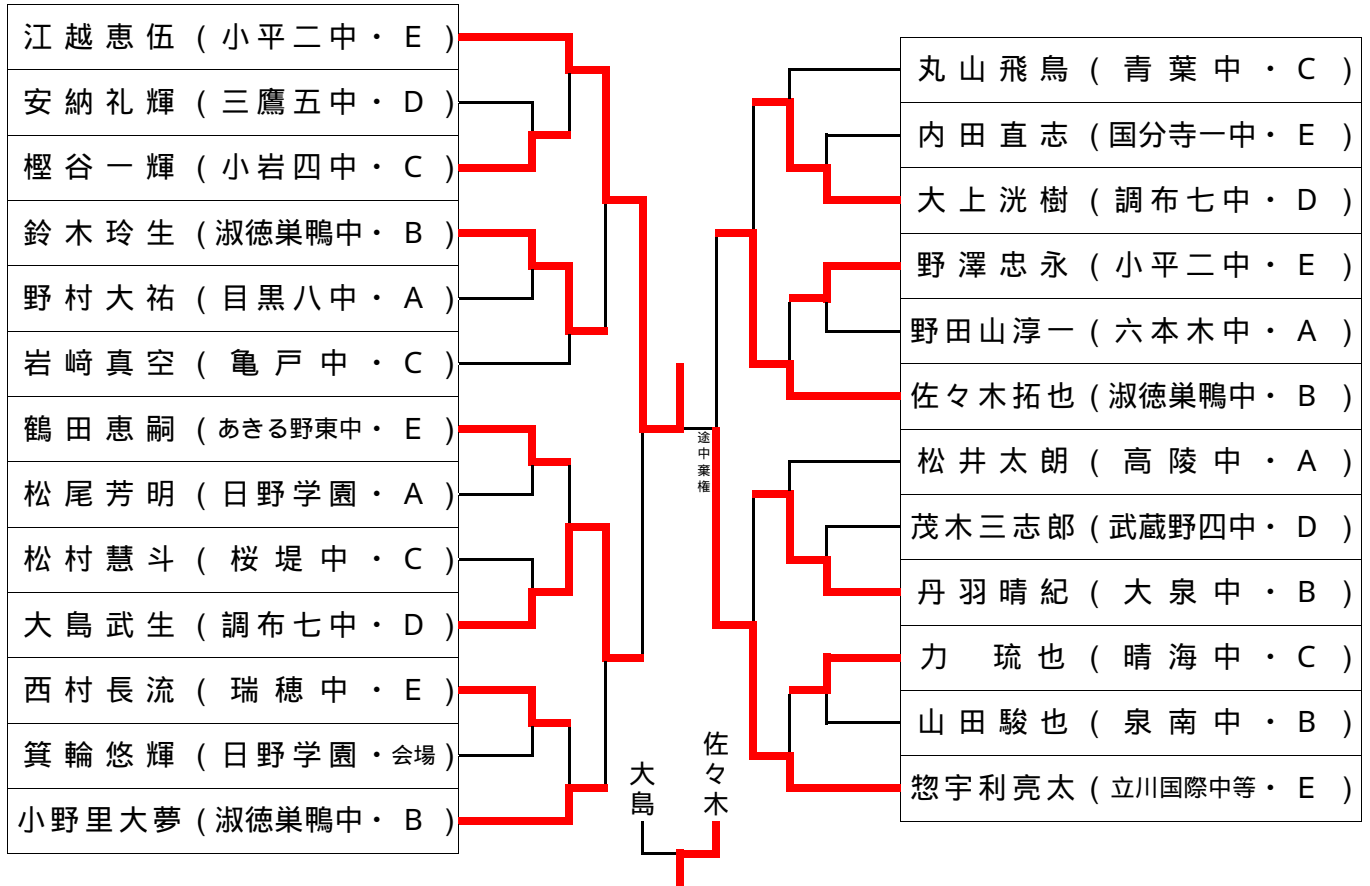 江越恵伍 ( 小平二中・ E )
安納礼輝 ( 三鷹五中・ D )
樫谷一輝 ( 小岩四中・ C )
鈴木玲生 ( 淑徳巣鴨中・ B )
野村大祐 ( 目黒八中・ A )
岩﨑真空 ( 亀戸中・ C )
鶴田恵嗣 ( あきる野東中・ E )
松尾芳明 ( 日野学園・ A )
松村慧斗 ( 桜堤中・ C )
大島武生 ( 調布七中・ D )
西村長流 ( 瑞穂中・ E )
箕輪悠輝 ( 日野学園・会場 )
小野里大夢 ( 淑徳巣鴨中・ B )
途中棄権
大島
佐々木
丸山飛鳥 ( 青葉中・ C )
内田直志 ( 国分寺一中・ E )
大上洸樹 ( 調布七中・ D )
野澤忠永 ( 小平二中・ E )
野田山淳一 ( 六本木中・ A )
佐々木拓也 ( 淑徳巣鴨中・ B )
松井太朗 ( 高陵中・ A )
茂木三志郎 ( 武蔵野四中・ D )
丹羽晴紀 ( 大泉中・ B )
力 琉也 ( 晴海中・ C )
山田駿也 ( 泉南中・ B )
惣宇利亮太 ( 立川国際中等・ E )